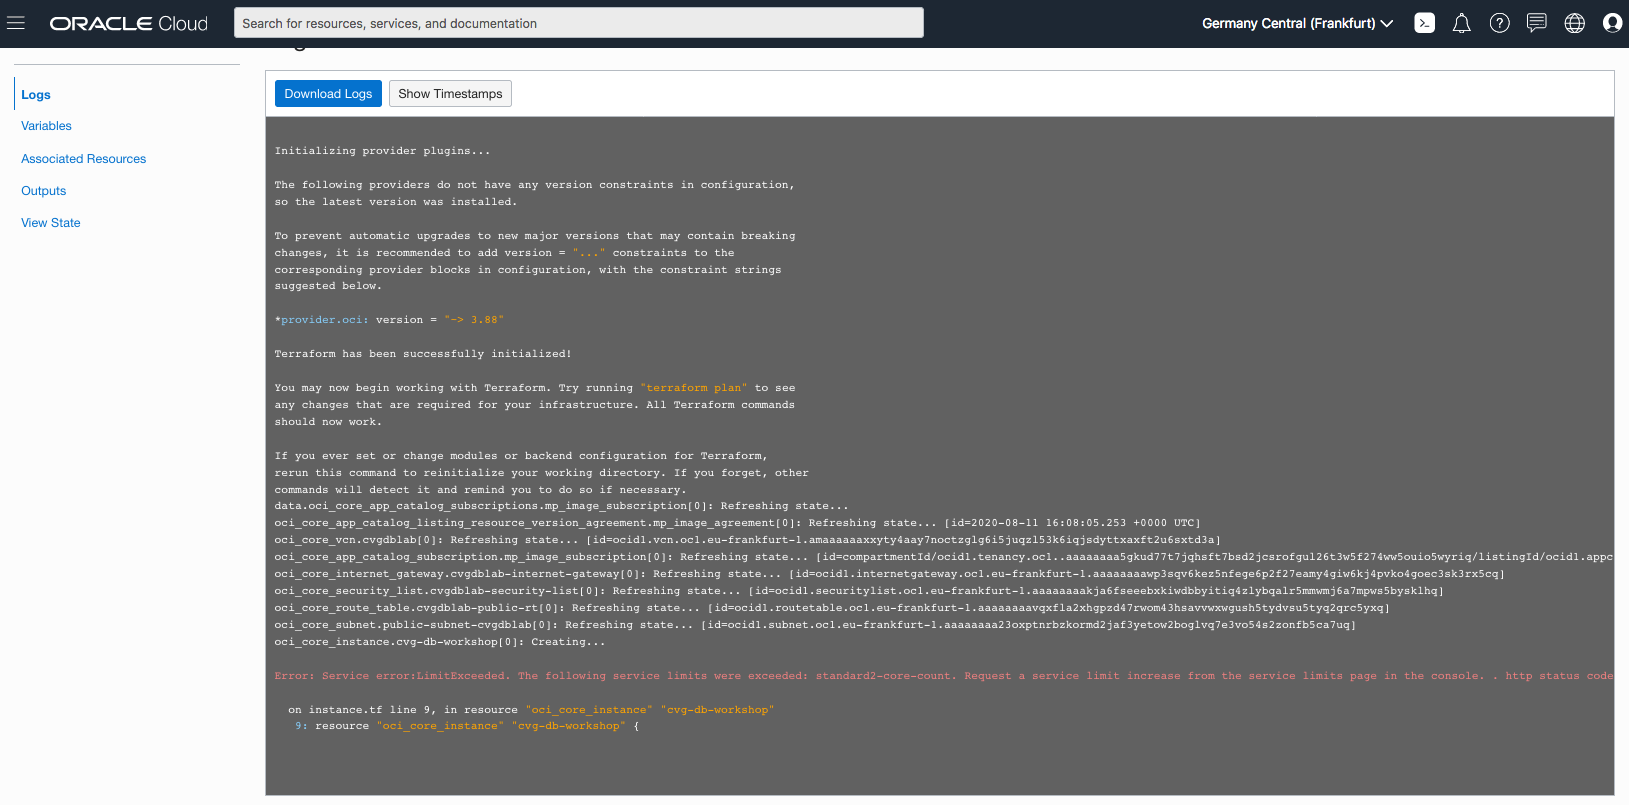 ORACLE Cloud
Search for resources, services, and documentation
Germany Central (Frankfurt)
Logs
Variables
Associated Resources
Outputs
View State
Download Logs
Show Timestamps
Initializing provider plugins...
The following providers do not have any version constraints in configuration,
so the latest version was installed.
To prevent automatic upgrades to new major versions that may contain breaking
changes, it is recommended to add version = "..." constraints to the
corresponding provider blocks in configuration, with the constraint strings
suggested below.
*provider.oci: version = "~> 3.88"
Terraform has been successfully initialized!
You may now begin working with Terraform. Try running "terraform plan" to see
any changes that are required for your infrastructure. All Terraform commands
should now work.
If you ever set or change modules or backend configuration for Terraform,
rerun this command to reinitialize your working directory. If you forget, other
commands will detect it and remind you to do so if necessary.
data.oci_core_app_catalog_subscriptions.mp_image_subscription[0]: Refreshing state...
oci_core_app_catalog_listing_resource_version_agreement.mp_image_agreement[0]: Refreshing state... [id=2020-08-11 16:08:05.253 +0000 UTC]
oci_core_vcn.cvgdblab[0]: Refreshing state... [id=ocid1.vcn.oc1.eu-frankfurt-1.amaaaaaaxxyty4aay7noctzglg6i5juqzl53k6iqjsdyttxaxft2u6sxtd3a]
oci_core_app_catalog_subscription.mp_image_subscription[0]: Refreshing state... [id=compartmentId/ocid1.tenancy.oc1..aaaaaaaa5gkud77t7jqhsft7bsd2jcsrofgul26t3w5f274ww5ouio5wyriq/listingId/ocid1.appc
oci_core_internet_gateway.cvgdblab-internet-gateway[0]: Refreshing state... [id=ocid1.internetgateway.oc1.eu-frankfurt-1.aaaaaaaawp3sqv6kez5nfege6p2f27eamy4giw6kj4pvko4goec3sk3rx5cq]
oci_core_security_list.cvgdblab-security-list[0]: Refreshing state... [id=ocid1.securitylist.oc1.eu-frankfurt-1.aaaaaaaakja6fseeebxkiwdbbyitiq4zlybqalr5mmwmj6a7mpws5bysklhq]
oci_core_route_table.cvgdblab-public-rt[0]: Refreshing state... [id=ocid1.routetable.oc1.eu-frankfurt-1.aaaaaaaavqxfla2xhgpzd47rwom43hsavvwxwgush5tydvsu5tyq2qrc5yxq]
oci_core_subnet.public-subnet-cvgdblab[0]: Refreshing state... [id=ocid1.subnet.oc1.eu-frankfurt-1.aaaaaaaa23oxptnrbzkormd2jaf3yetow2boglvq7e3vo54s2zonfb5ca7uq]
oci_core_instance.cvg-db-workshop[0]: Creating...
Error: Service error:LimitExceeded. The following service limits were exceeded: standard2-core-count. Request a service limit increase from the service limits page in the console. . http status code
on instance.tf line 9, in resource "oci_core_instance" "cvg-db-workshop"
9: resource "oci_core_instance" "cvg-db-workshop" {